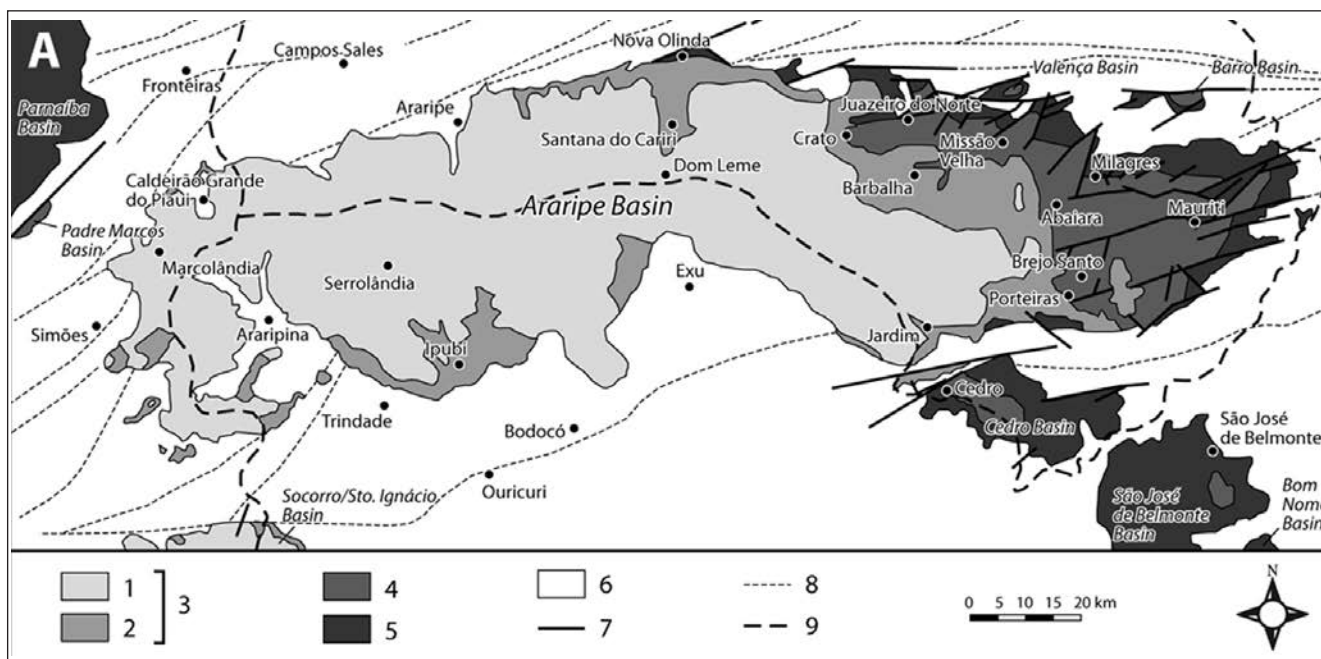 A
Nova Olinda
Campos Sales
Fronteiras
Valença Basin
Barro Basin
Parnaíba
Basin
Araripe
Juazeiro do Norte
Santana do Cariri
Crato
Missão
Velha
Milagres
Dom Leme
Barbalha
Caldeirão Grande
do Piauí
Araripe Basin
Abaiara
Mauriti
Padre Marcos
Basin
Marcolândia
Serrolândia
Exu
Brejo Santo
Porteiras
Simões
Araripina
Jardim
Ipubi
Cedro
Trindade
Bodocó
Cedro Basin
São José
de Belmonte
Ouricuri
Socorro/Sto. Ignácio
Basin
São José
de Belmonte
Basin
Bom
Nome
Basin
1
2
3
4
5
6
7
8
9
0 5 10 15 20 km
N